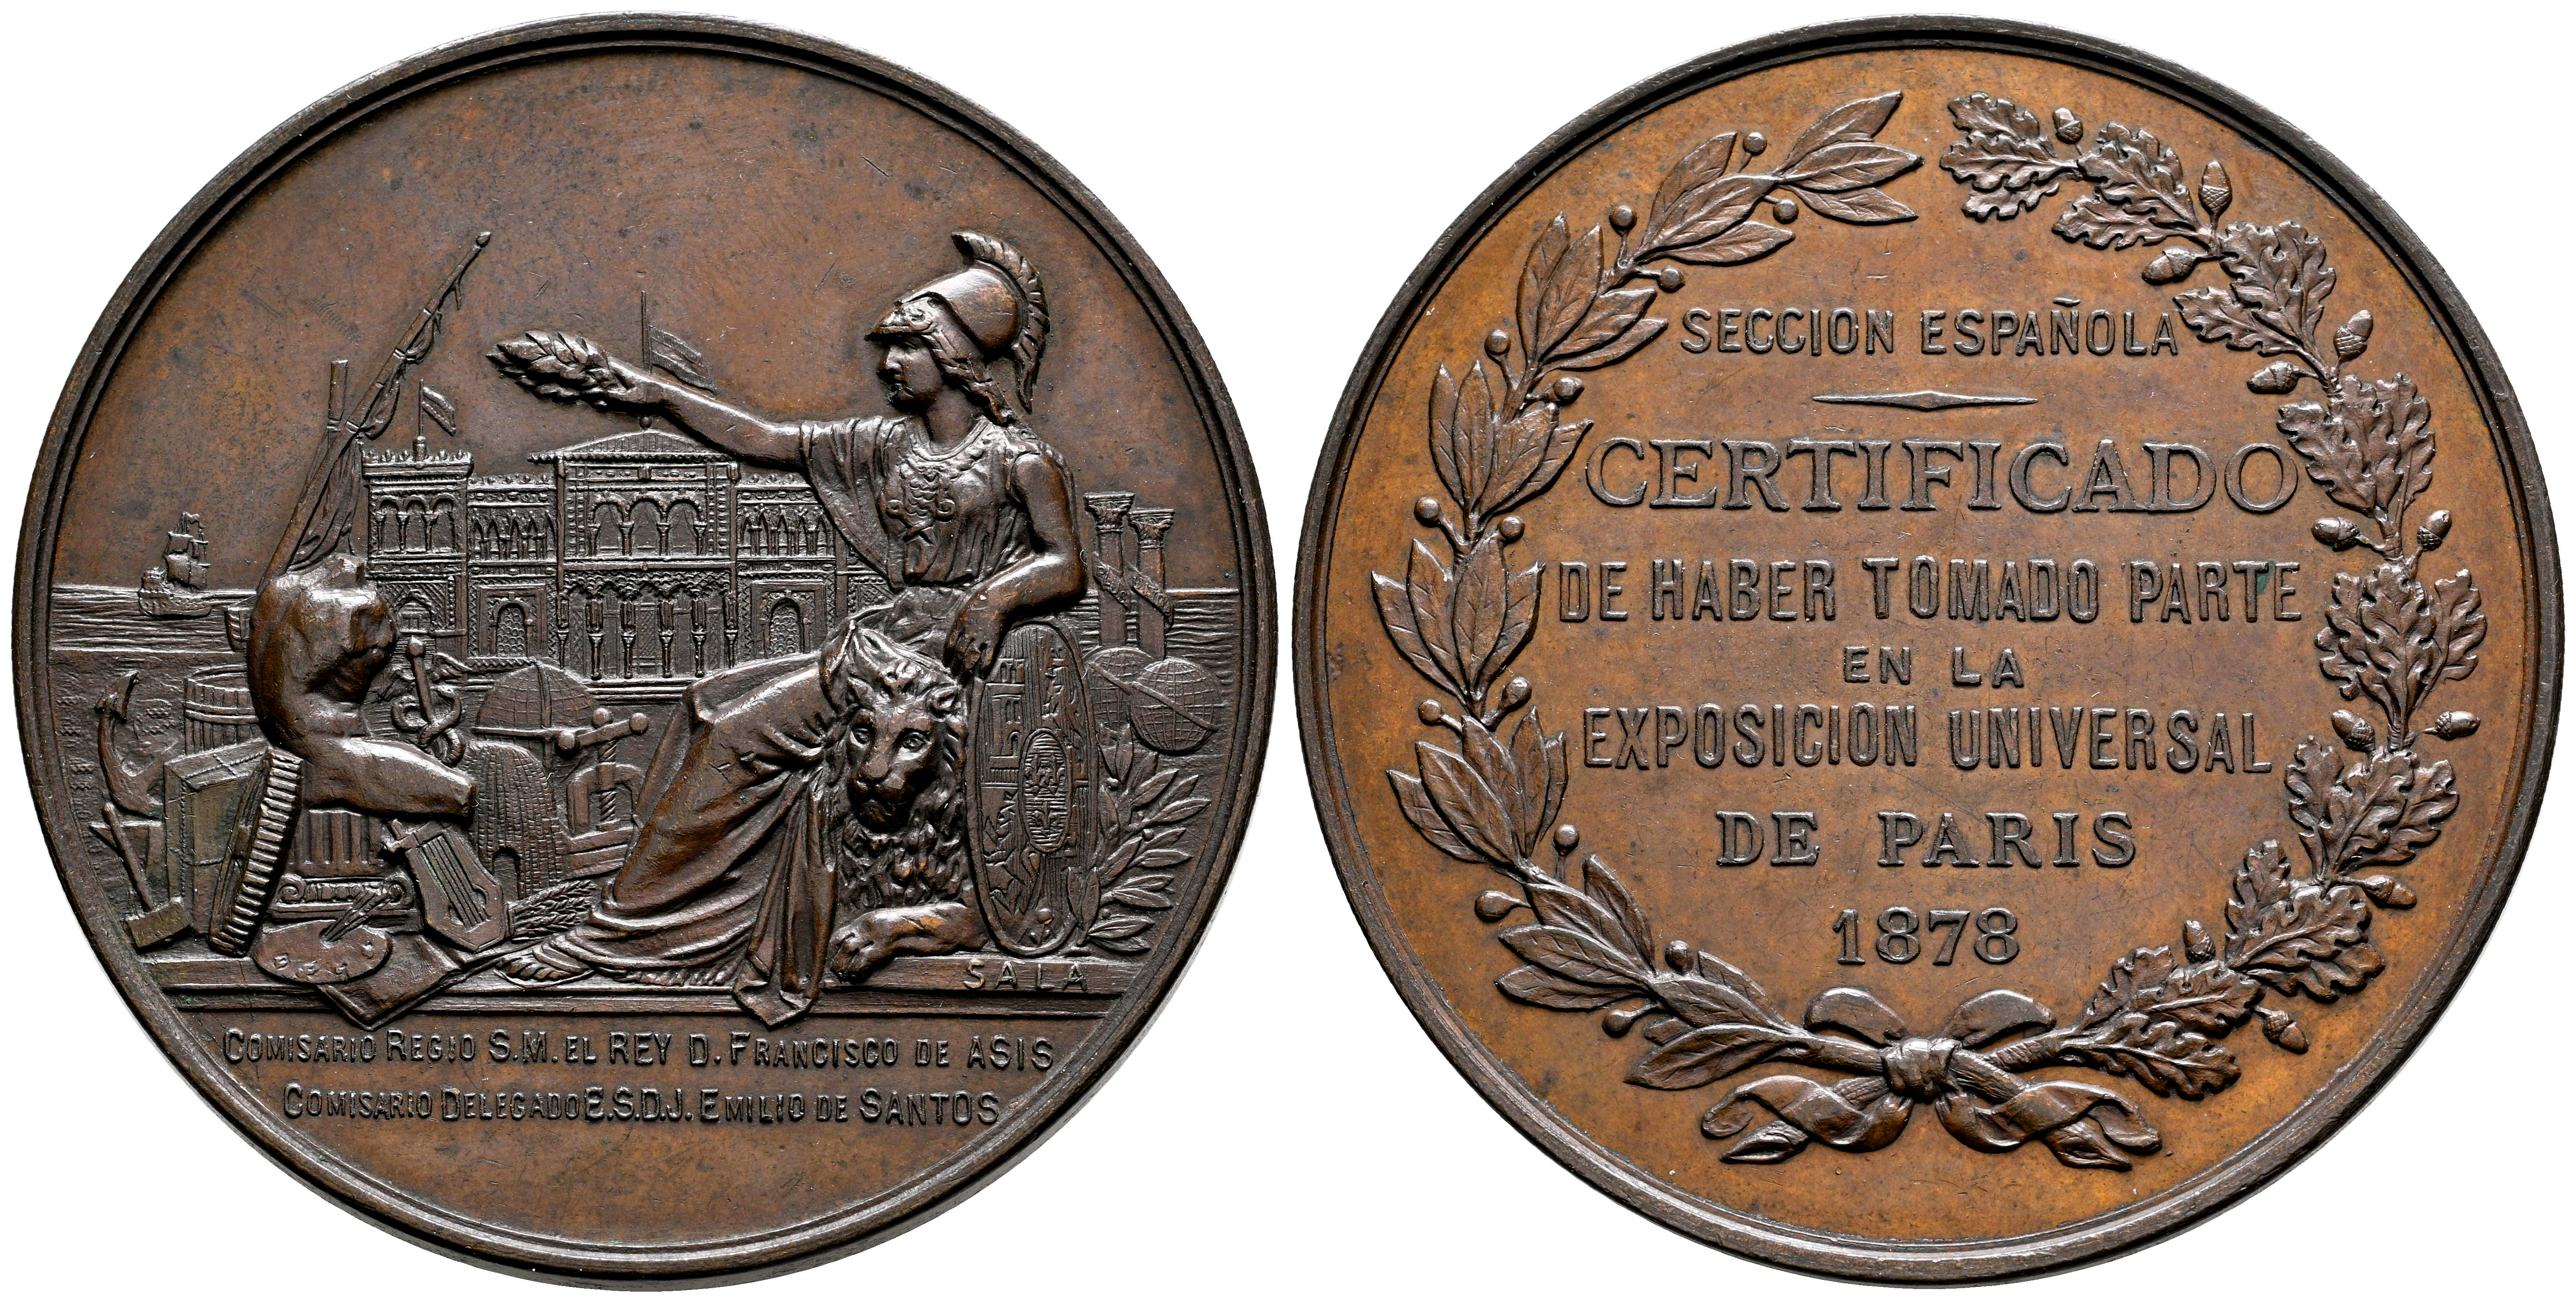 SALA
COMISARIO REGIO S.M. EL REY D. FRANCISCO DE ASIS
COMISARIO DELEGADO E.S.D.J. EMILIO DE SANTOS
SECCION ESPAÑOLA
CERTIFICADO
DE HABER TOMADO PARTE
EN LA
EXPOSICION UNIVERSAL
DE PARIS
1878